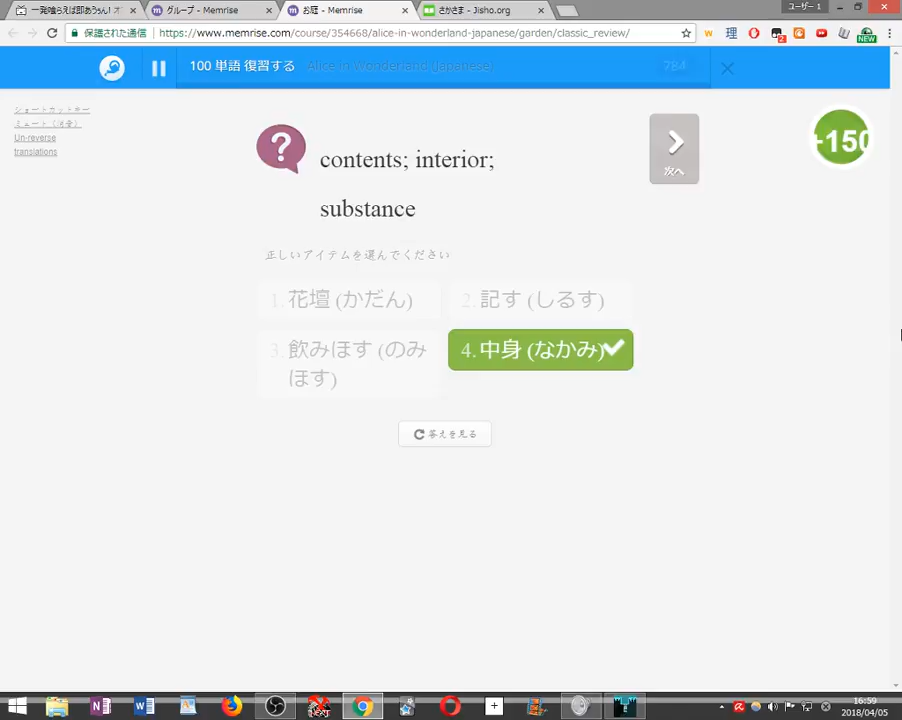 一発喰らえば即あうぅん! オ
グループ - Memrise
お冠 - Memrise
さかさま - Jisho.org
ユーザー 1
保護された通信
https://www.memrise.com/course/354668/alice-in-wonderland-japanese/garden/classic_review/
100 単語 復習する
Alice in Wonderland (Japanese)
784
ショートカットキー
Un-reverse
translations
contents; interior;
substance
次へ
+150
正しいアイテムを選んでください
1. 花壇 (かだん)
2. 記す (しるす)
3. 飲みほす (のみ
ほす)
4. 中身 (なかみ)
答えを見る
16:59
2018/04/05